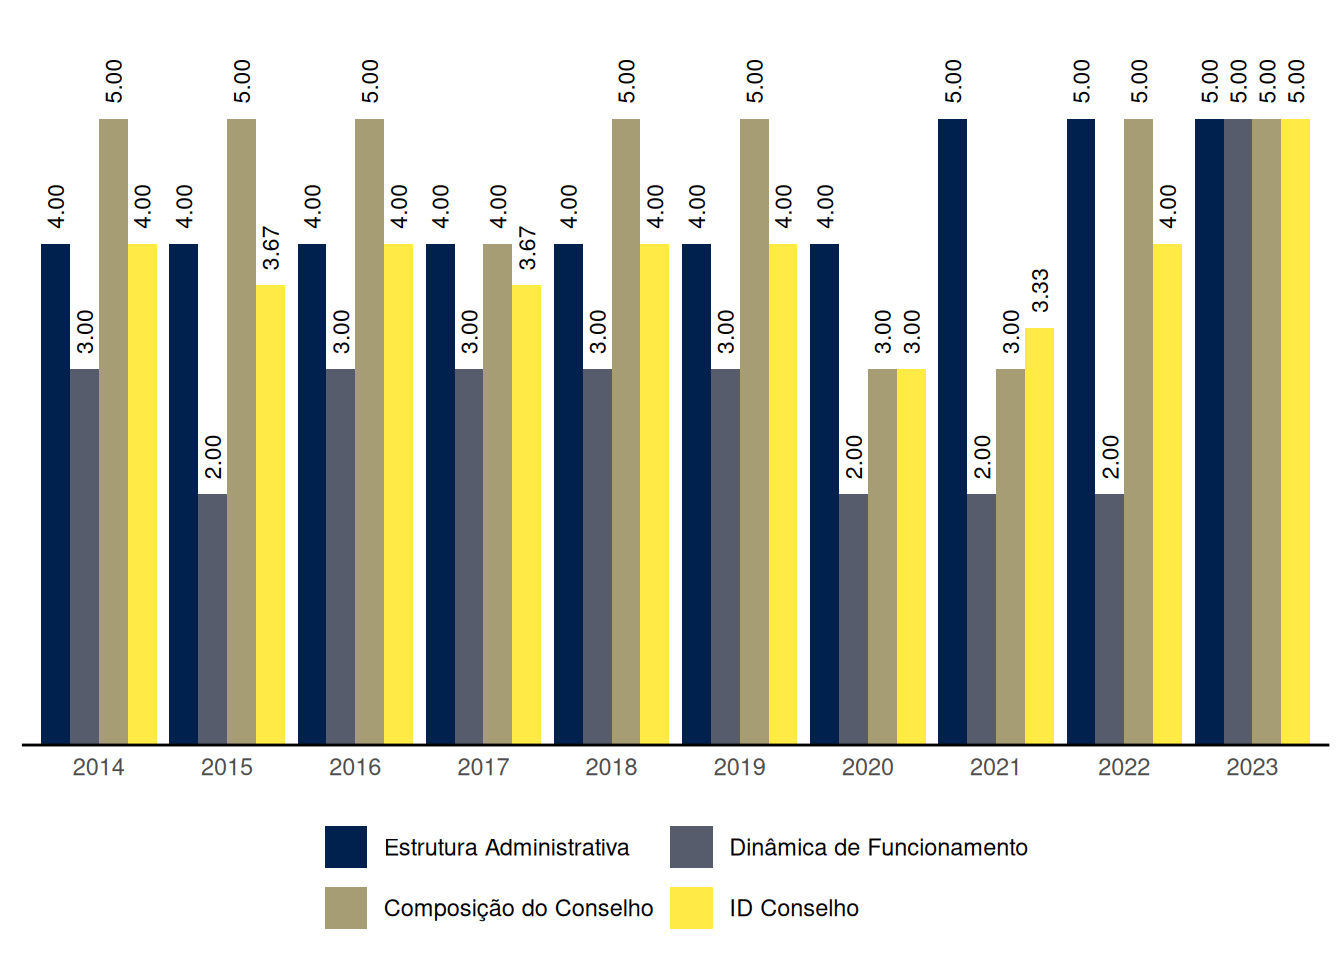 4.00 3.00 5.00 4.00 4.00 2.00 5.00 3.67 4.00 3.00 5.00 4.00 4.00 3.00 4.00 3.67 4.00 3.00 5.00 4.00 4.00 3.00 5.00 4.00 4.00 2.00 3.00 3.00 5.00 2.00 3.00 3.33 5.00 2.00 5.00 4.00 5.00 5.00 5.00 5.00
2014 2015 2016 2017 2018 2019 2020 2021 2022 2023
Estrutura Administrativa Dinâmica de Funcionamento
Composição do Conselho ID Conselho